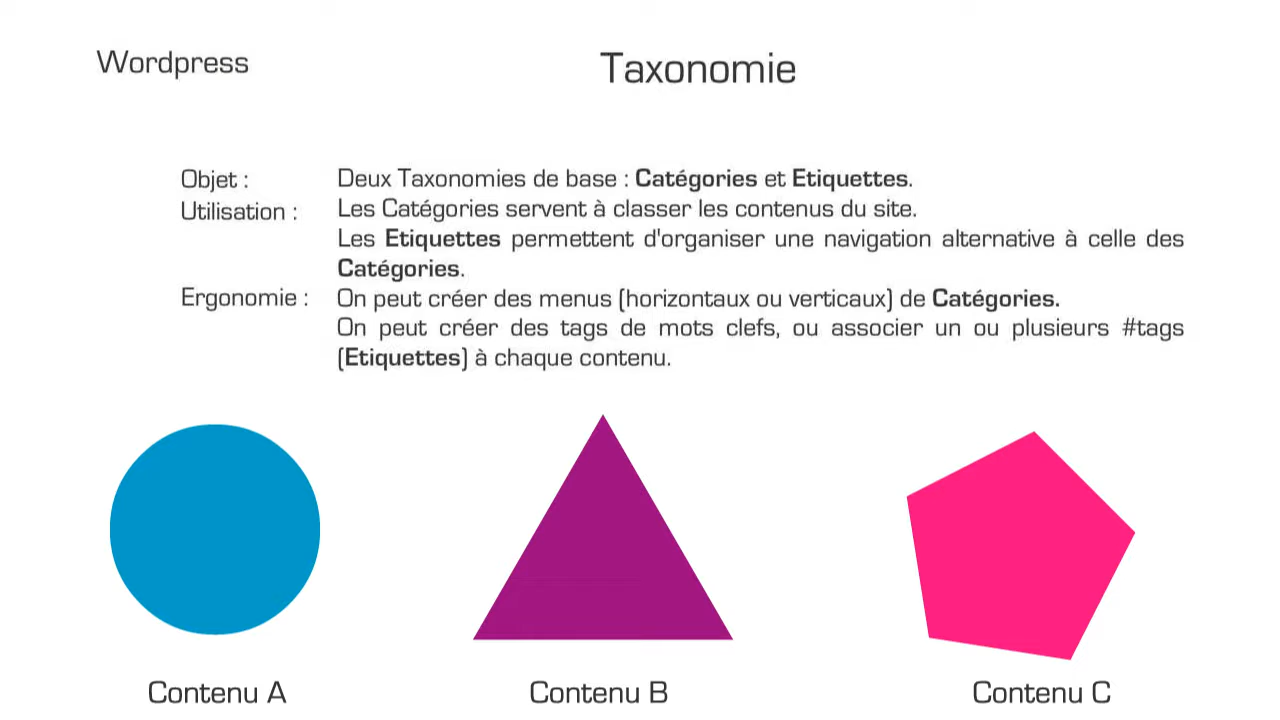 Wordpress
Taxonomie
Objet : Deux Taxonomies de base : Catégories et Etiquettes.
Utilisation : Les Catégories servent à classer les contenus du site.
Les Etiquettes permettent d'organiser une navigation alternative à celle des
Catégories.
Ergonomie : On peut créer des menus (horizontaux ou verticaux) de Catégories.
On peut créer des tags de mots clefs, ou associer un ou plusieurs #tags
(Etiquettes) à chaque contenu.
Contenu A
Contenu B
Contenu C